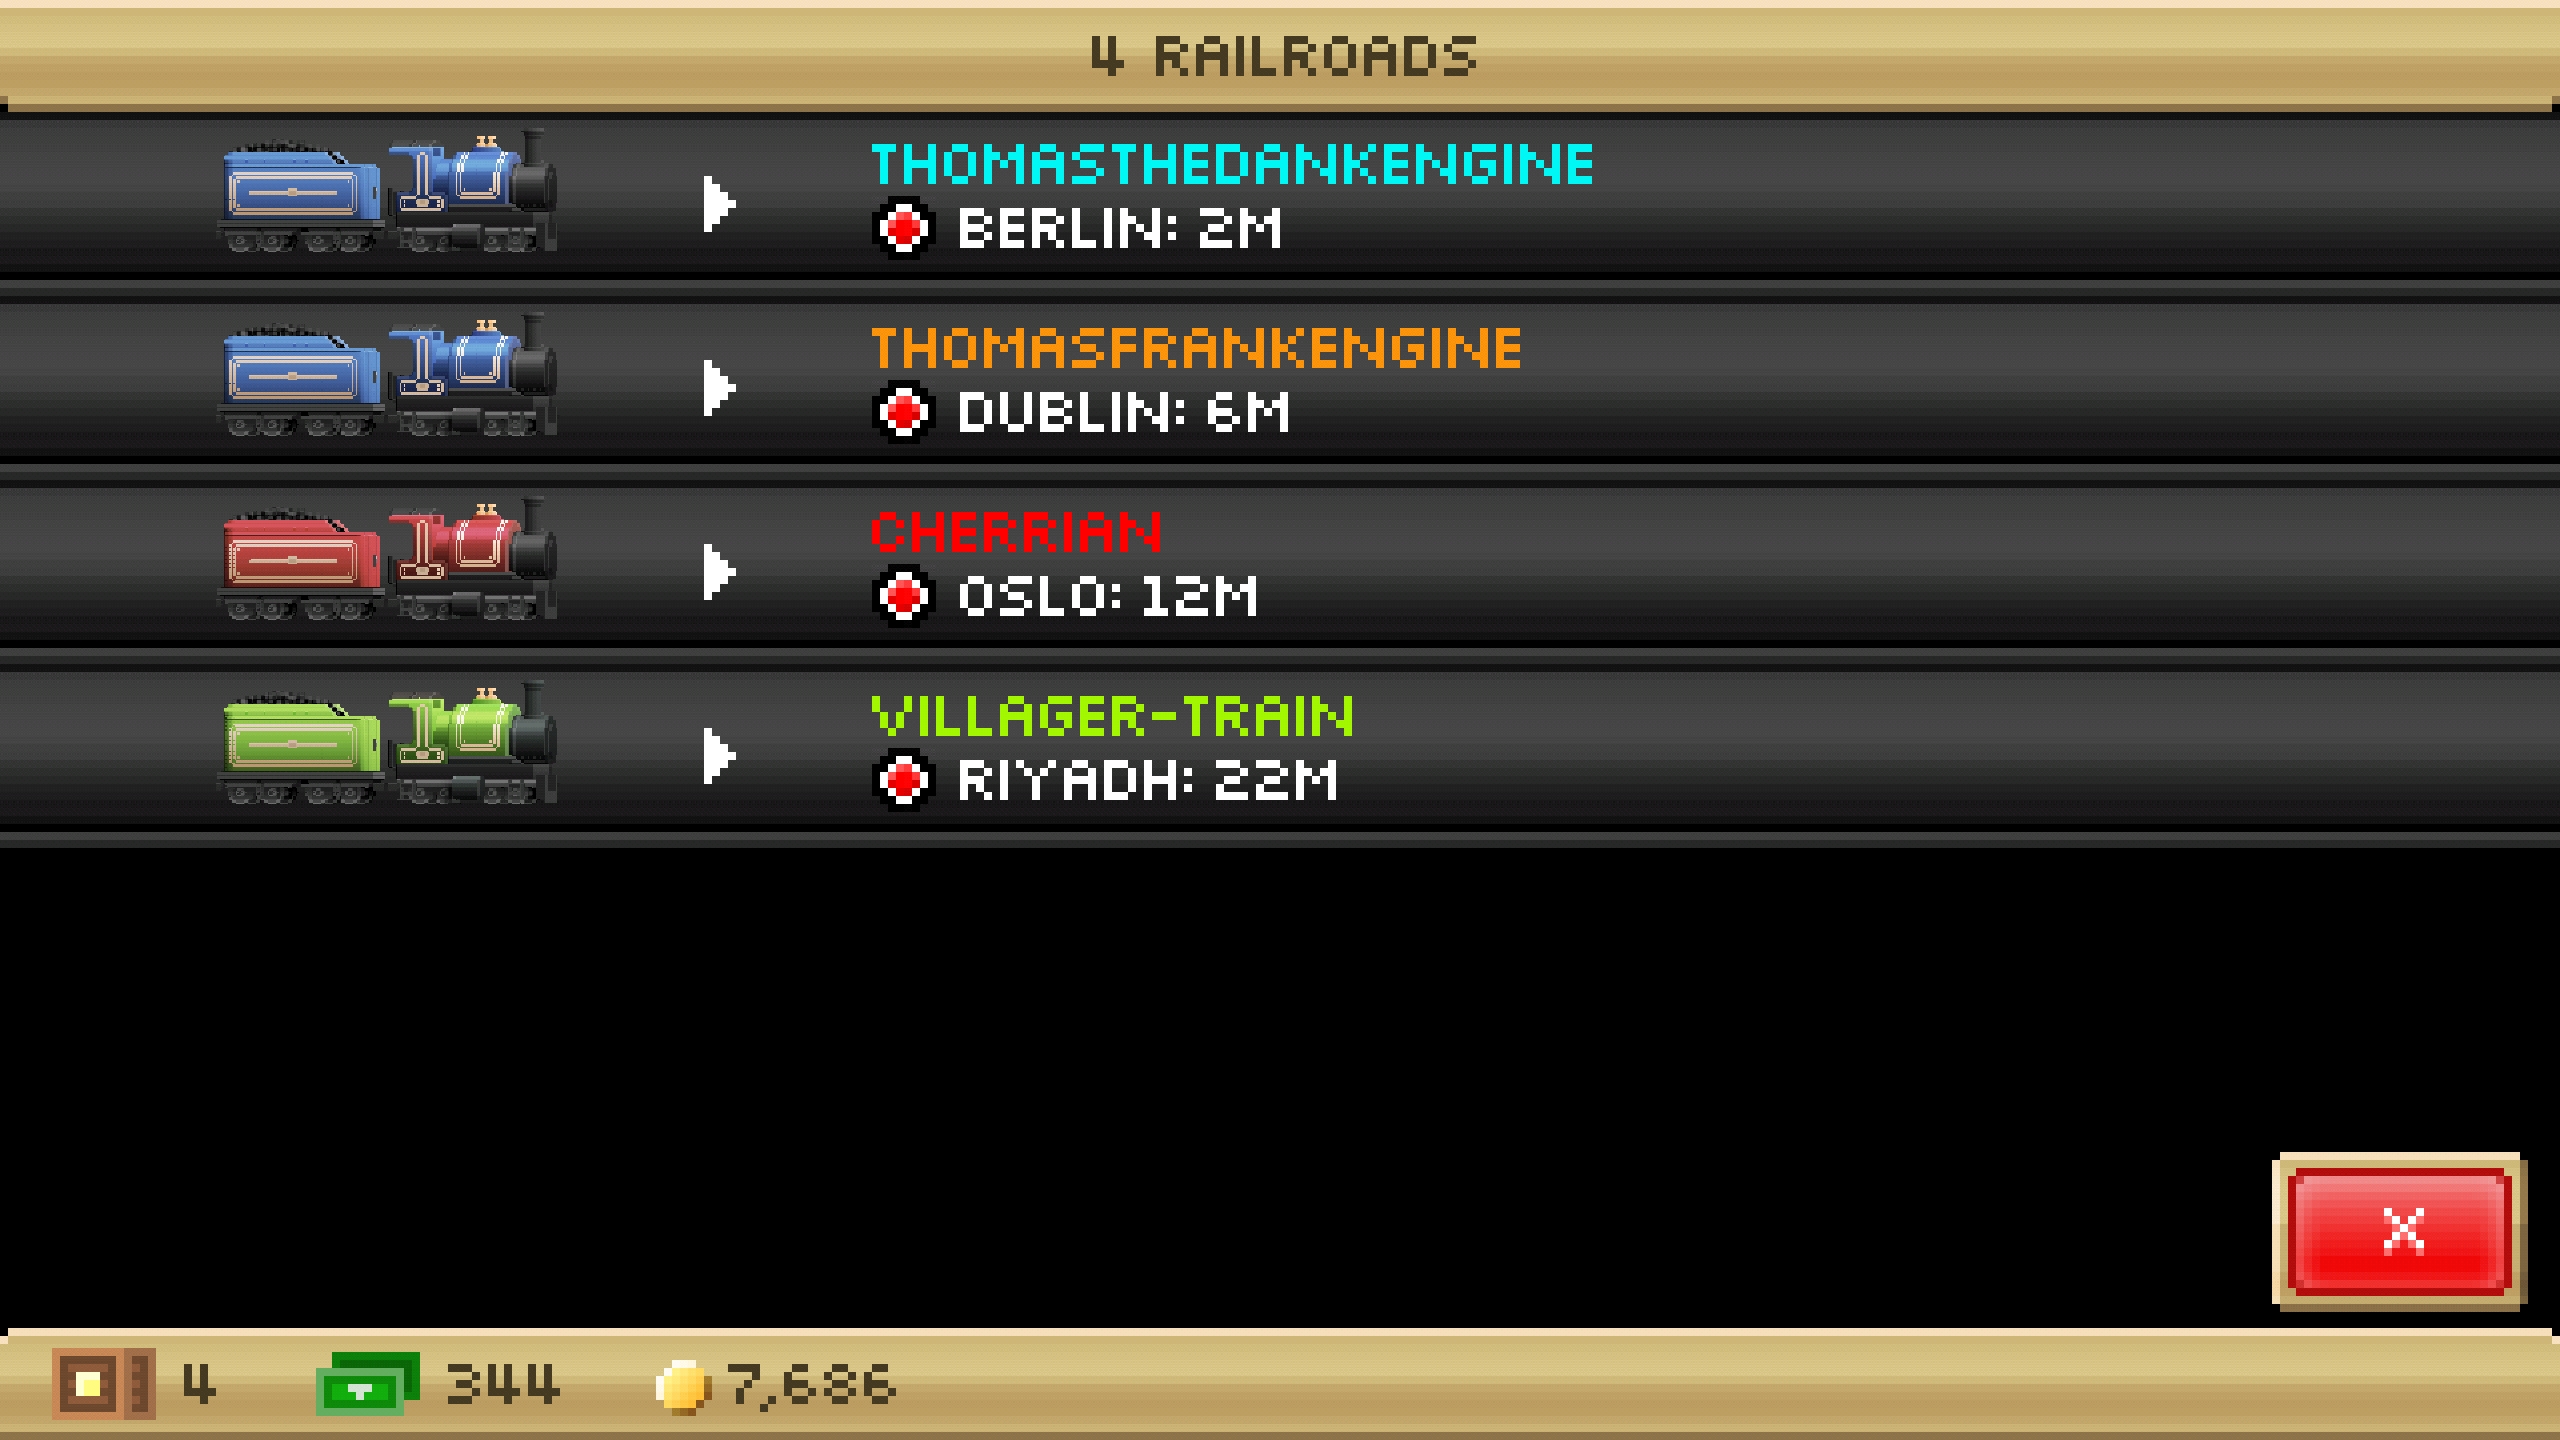 4 RAILROADS
THOMASTHEDANKENGINE
BERLIN: 2M
THOMASFRANKENGINE
DUBLIN: 6M
CHERRIAN
OSLO: 12M
VILLAGER-TRAIN
RIYADH: 22M
X
4 344 7,686